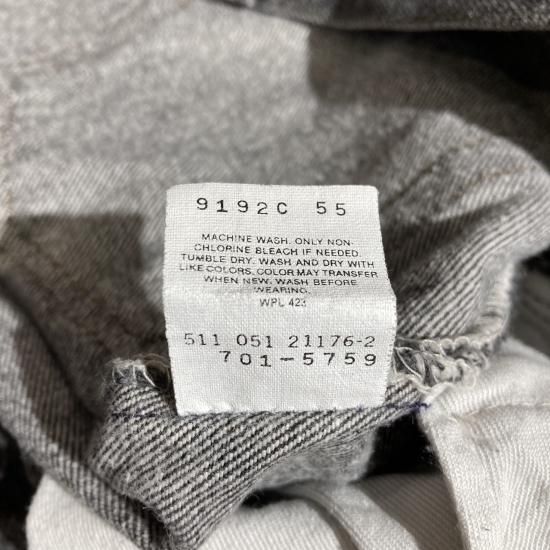 9192C 55
MACHINE WASH. ONLY NON-
CHLORINE BLEACH IF NEEDED.
TUMBLE DRY. WASH AND DRY WITH
LIKE COLORS. COLOR MAY TRANSFER
WHEN NEW. WASH BEFORE
WEARING.
WPL 423
511 051 21176-2
701-5759